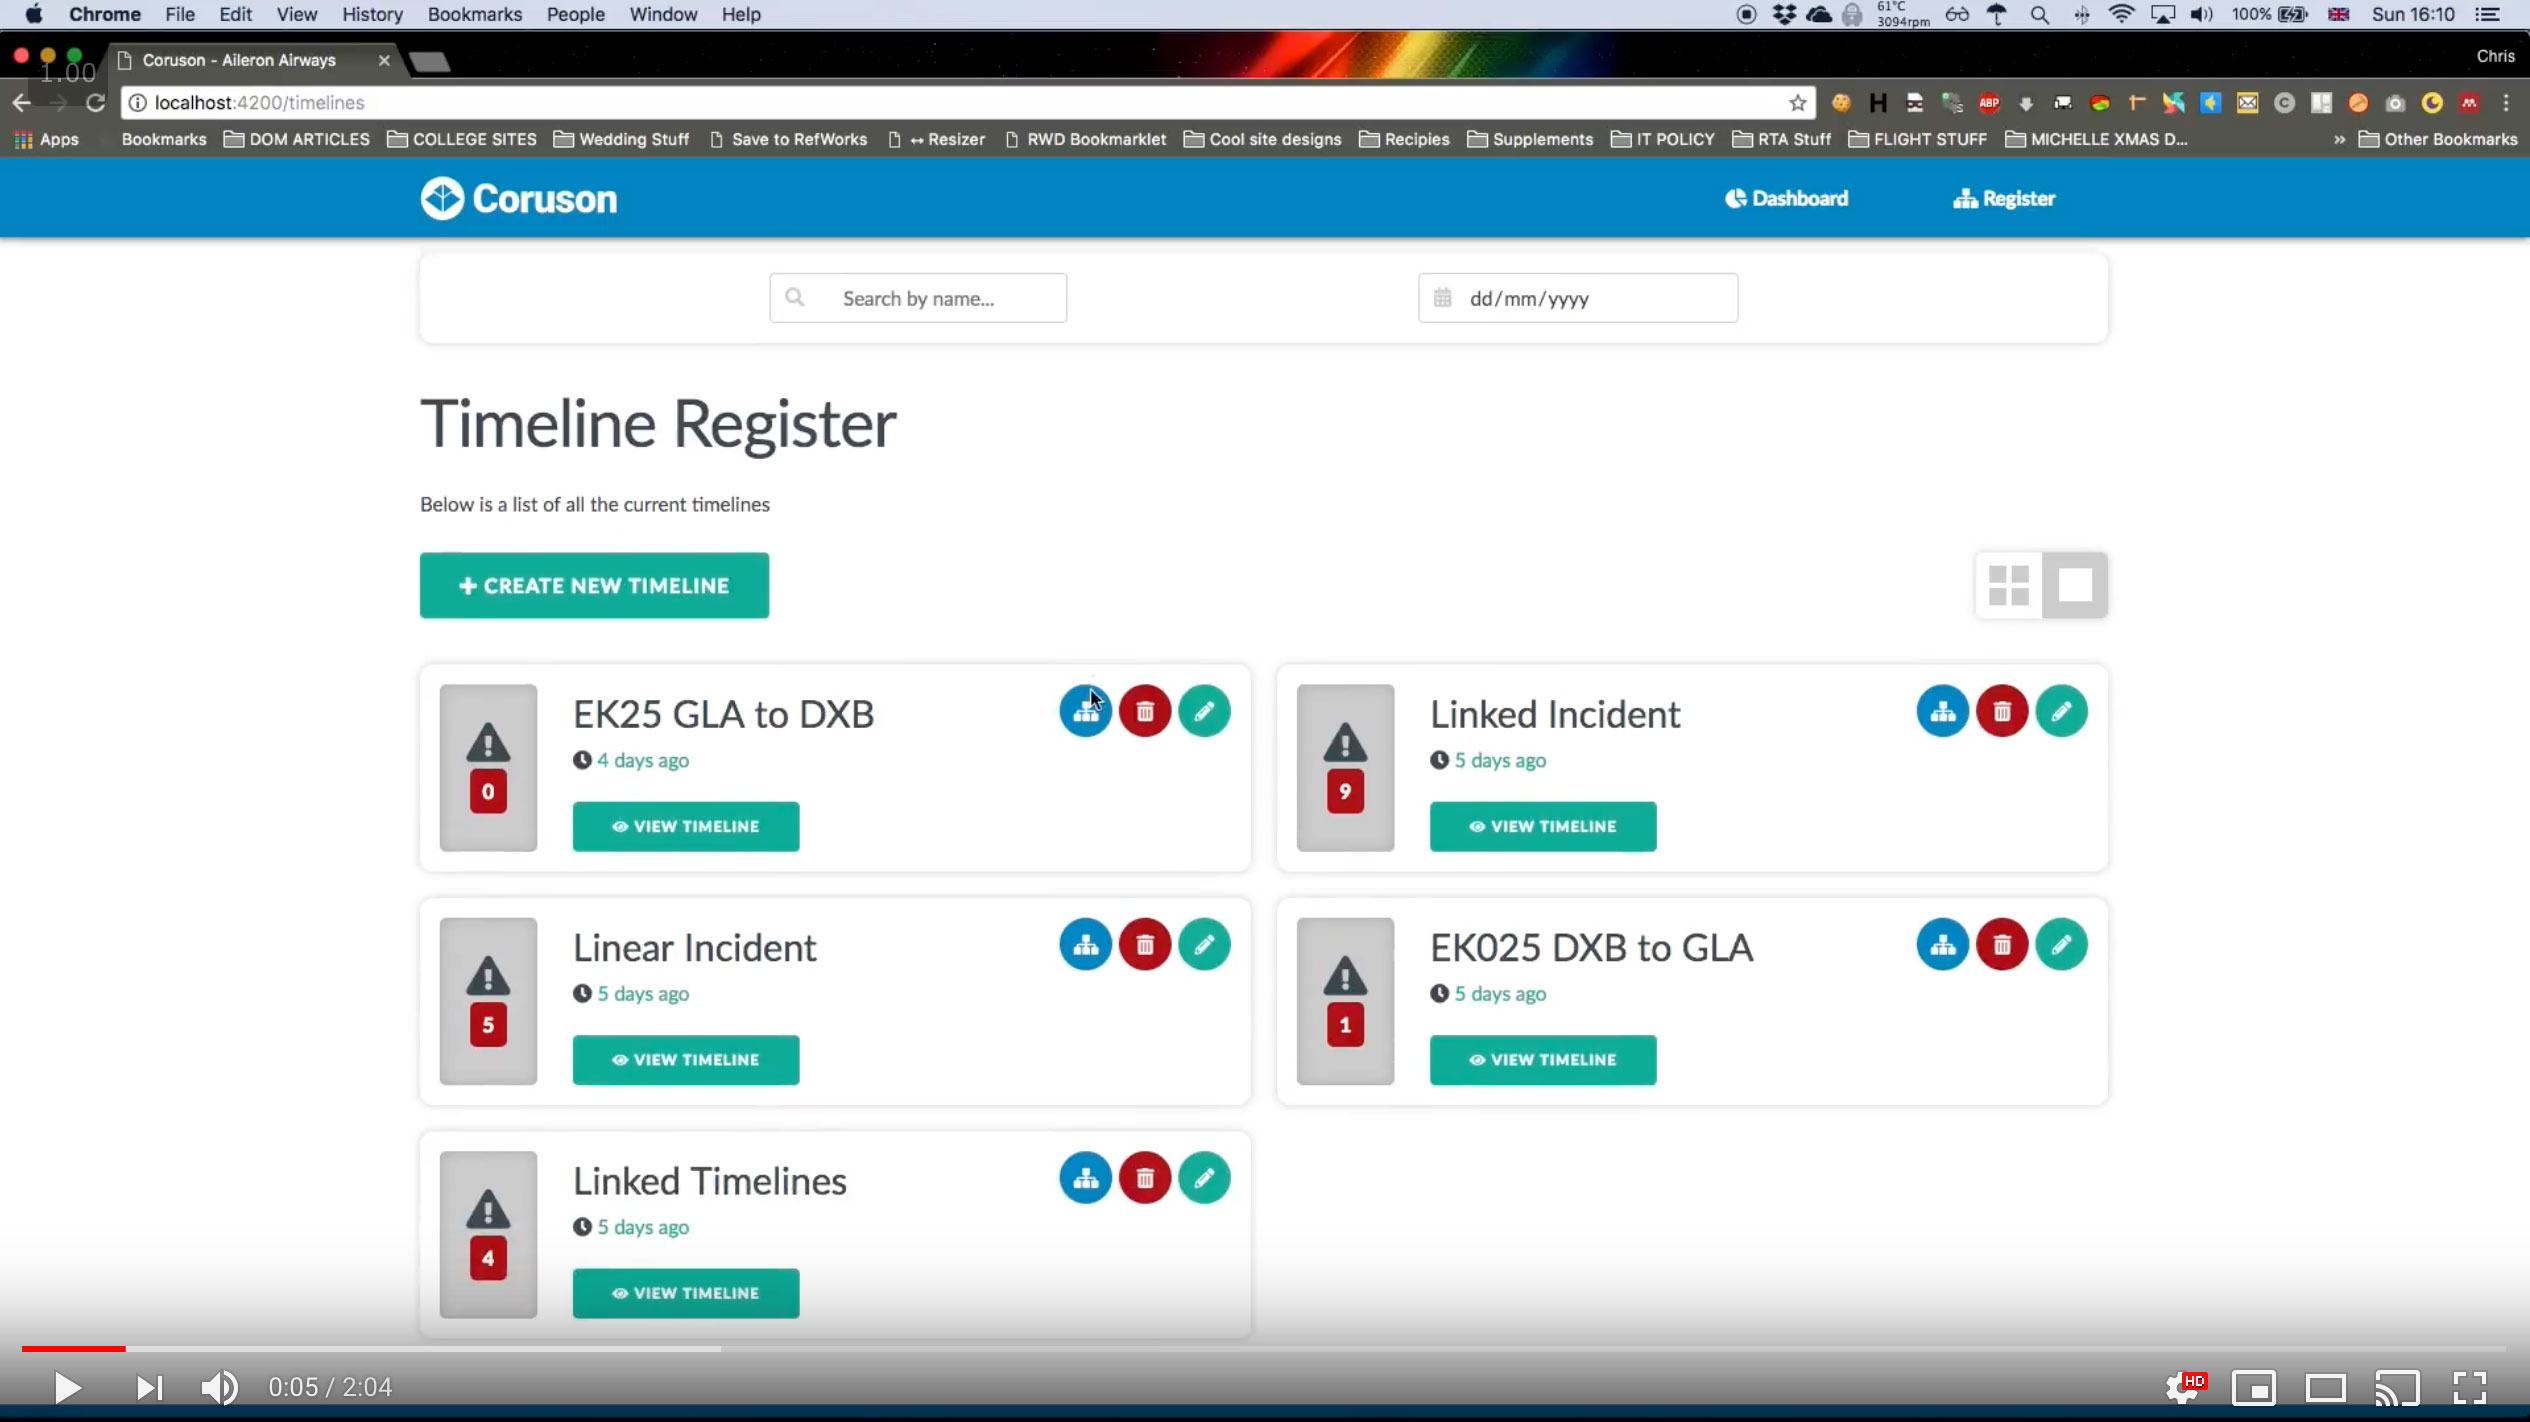 Chrome File Edit View History Bookmarks People Window Help 61°C 3094rpm 100% Sun 16:10
Coruson - Aileron Airways Chris
1.00
localhost:4200/timelines H ABP
Apps Bookmarks DOM ARTICLES COLLEGE SITES Wedding Stuff Save to RefWorks ↔ Resizer RWD Bookmarklet Cool site designs Recipies Supplements IT POLICY RTA Stuff FLIGHT STUFF MICHELLE XMAS D... » Other Bookmarks
Coruson Dashboard Register
Search by name... dd/mm/yyyy
Timeline Register
Below is a list of all the current timelines
+ CREATE NEW TIMELINE
EK25 GLA to DXB
4 days ago
0
VIEW TIMELINE
Linked Incident
5 days ago
9
VIEW TIMELINE
Linear Incident
5 days ago
5
VIEW TIMELINE
EK025 DXB to GLA
5 days ago
1
VIEW TIMELINE
Linked Timelines
5 days ago
4
VIEW TIMELINE
0:05 / 2:04 HD